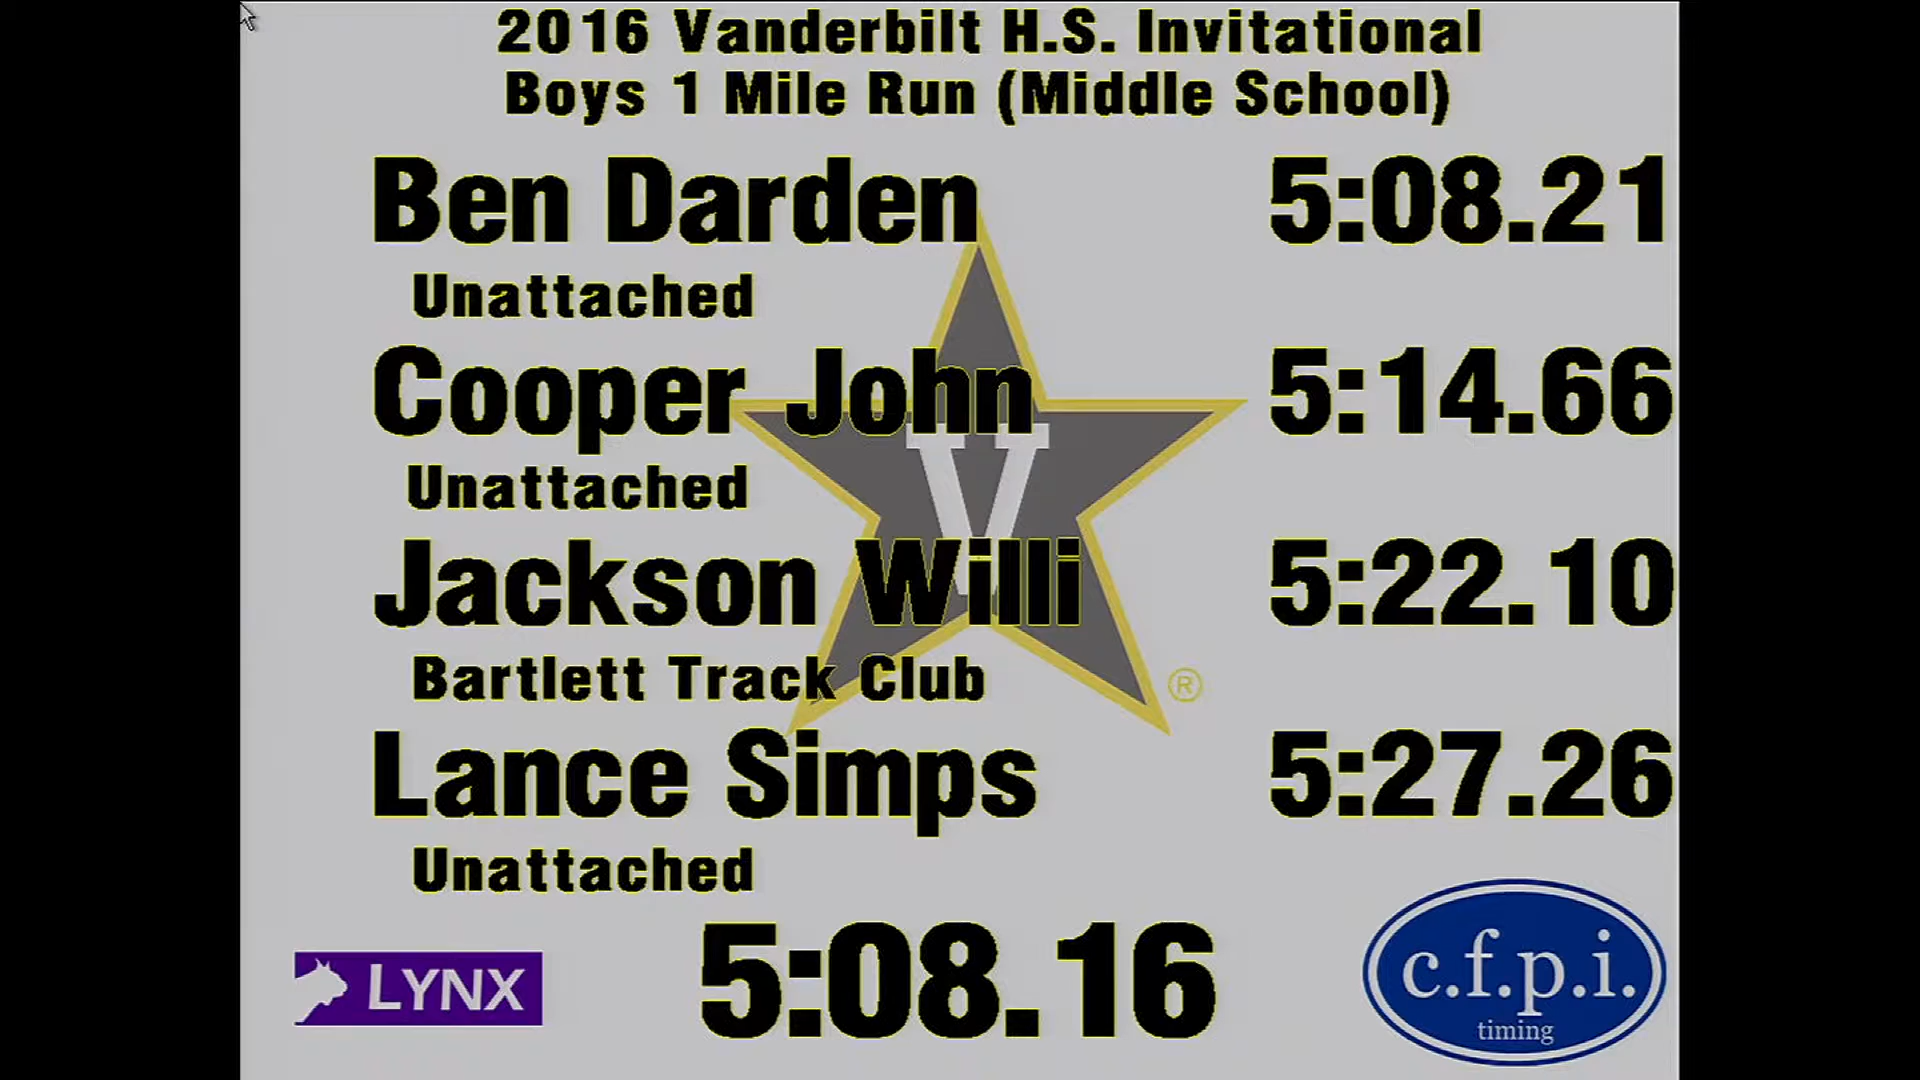 2016 Vanderbilt H.S. Invitational
Boys 1 Mile Run (Middle School)
Ben Darden 5:08.21
Unattached
Cooper John 5:14.66
Unattached
Jackson Willi 5:22.10
Bartlett Track Club
Lance Simps 5:27.26
Unattached
V
®
LYNX
5:08.16
c.f.p.i.
timing